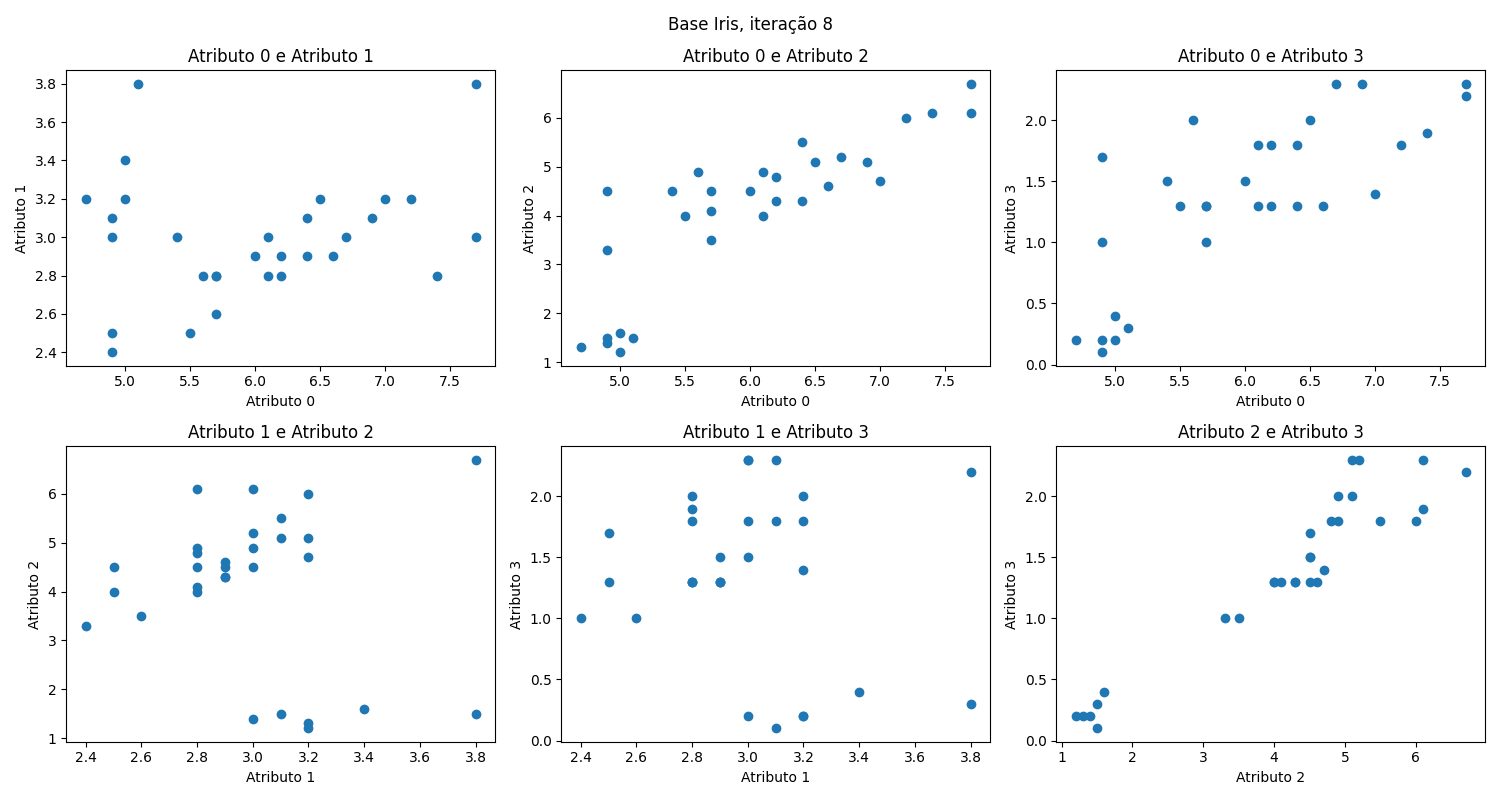 Base Iris, iteração 8
Atributo 0 e Atributo 1
Atributo 1
3.8
3.6
3.4
3.2
3.0
2.8
2.6
2.4
5.0 5.5 6.0 6.5 7.0 7.5
Atributo 0
Atributo 0 e Atributo 2
Atributo 2
6
5
4
3
2
1
5.0 5.5 6.0 6.5 7.0 7.5
Atributo 0
Atributo 0 e Atributo 3
Atributo 3
2.0
1.5
1.0
0.5
0.0
5.0 5.5 6.0 6.5 7.0 7.5
Atributo 0
Atributo 1 e Atributo 2
Atributo 2
6
5
4
3
2
1
2.4 2.6 2.8 3.0 3.2 3.4 3.6 3.8
Atributo 1
Atributo 1 e Atributo 3
Atributo 3
2.0
1.5
1.0
0.5
0.0
2.4 2.6 2.8 3.0 3.2 3.4 3.6 3.8
Atributo 1
Atributo 2 e Atributo 3
Atributo 3
2.0
1.5
1.0
0.5
0.0
1 2 3 4 5 6
Atributo 2